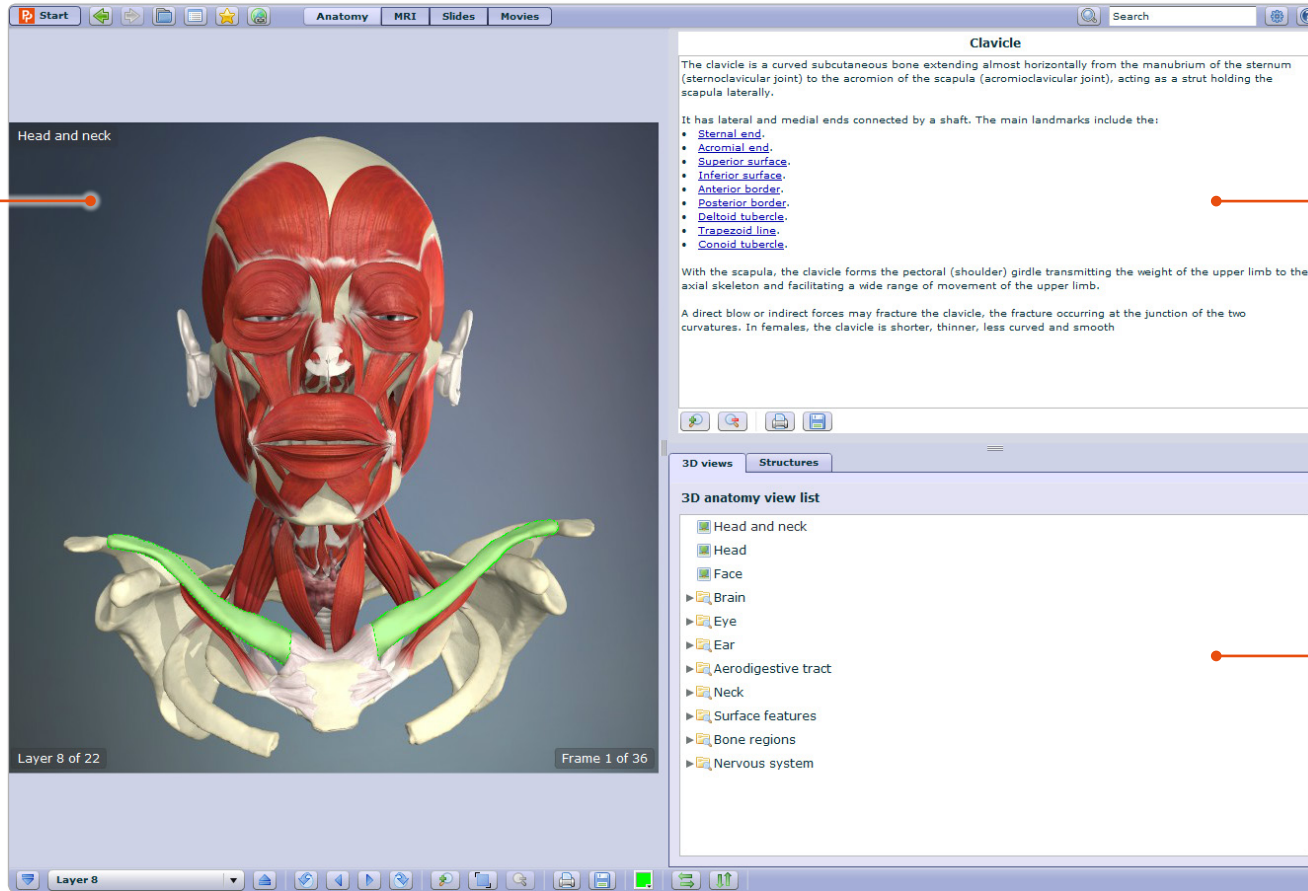 Start
Anatomy MRI Slides Movies
Search
Head and neck
Layer 8 of 22
Frame 1 of 36
Clavicle
The clavicle is a curved subcutaneous bone extending almost horizontally from the manubrium of the sternum
(sternoclavicular joint) to the acromion of the scapula (acromioclavicular joint), acting as a strut holding the
scapula laterally.
It has lateral and medial ends connected by a shaft. The main landmarks include the:
• Sternal end.
• Acromial end.
• Superior surface.
• Inferior surface.
• Anterior border.
• Posterior border.
• Deltoid tubercle.
• Trapezoid line.
• Conoid tubercle.
With the scapula, the clavicle forms the pectoral (shoulder) girdle transmitting the weight of the upper limb to the
axial skeleton and facilitating a wide range of movement of the upper limb.
A direct blow or indirect forces may fracture the clavicle, the fracture occurring at the junction of the two
curvatures. In females, the clavicle is shorter, thinner, less curved and smooth
3D views Structures
3D anatomy view list
Head and neck
Head
Face
Brain
Eye
Ear
Aerodigestive tract
Neck
Surface features
Bone regions
Nervous system
Layer 8